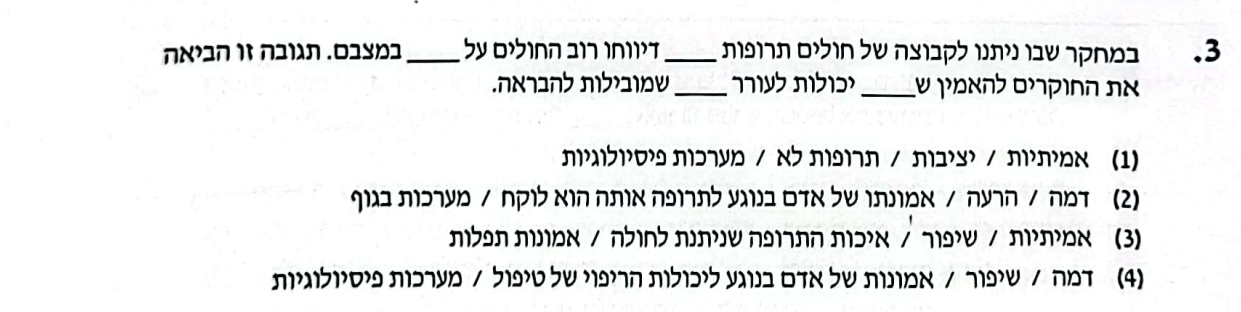 3. במחקר שבו ניתנו לקבוצה של חולים תרופות ____ דיווחו רוב החולים על ____ במצבם. תגובה זו הביאה
את החוקרים להאמין ש____ יכולות לעורר ____ שמובילות להבראה.
(1) אמיתיות / יציבות / תרופות לא / מערכות פיסיולוגיות
(2) דמה / הרעה / אמונתו של אדם בנוגע לתרופה אותה הוא לוקח / מערכות בגוף
(3) אמיתיות / שיפור / איכות התרופה שניתנת לחולה / אמונות תפלות
(4) דמה / שיפור / אמונות של אדם בנוגע ליכולות הריפוי של טיפול / מערכות פיסיולוגיות